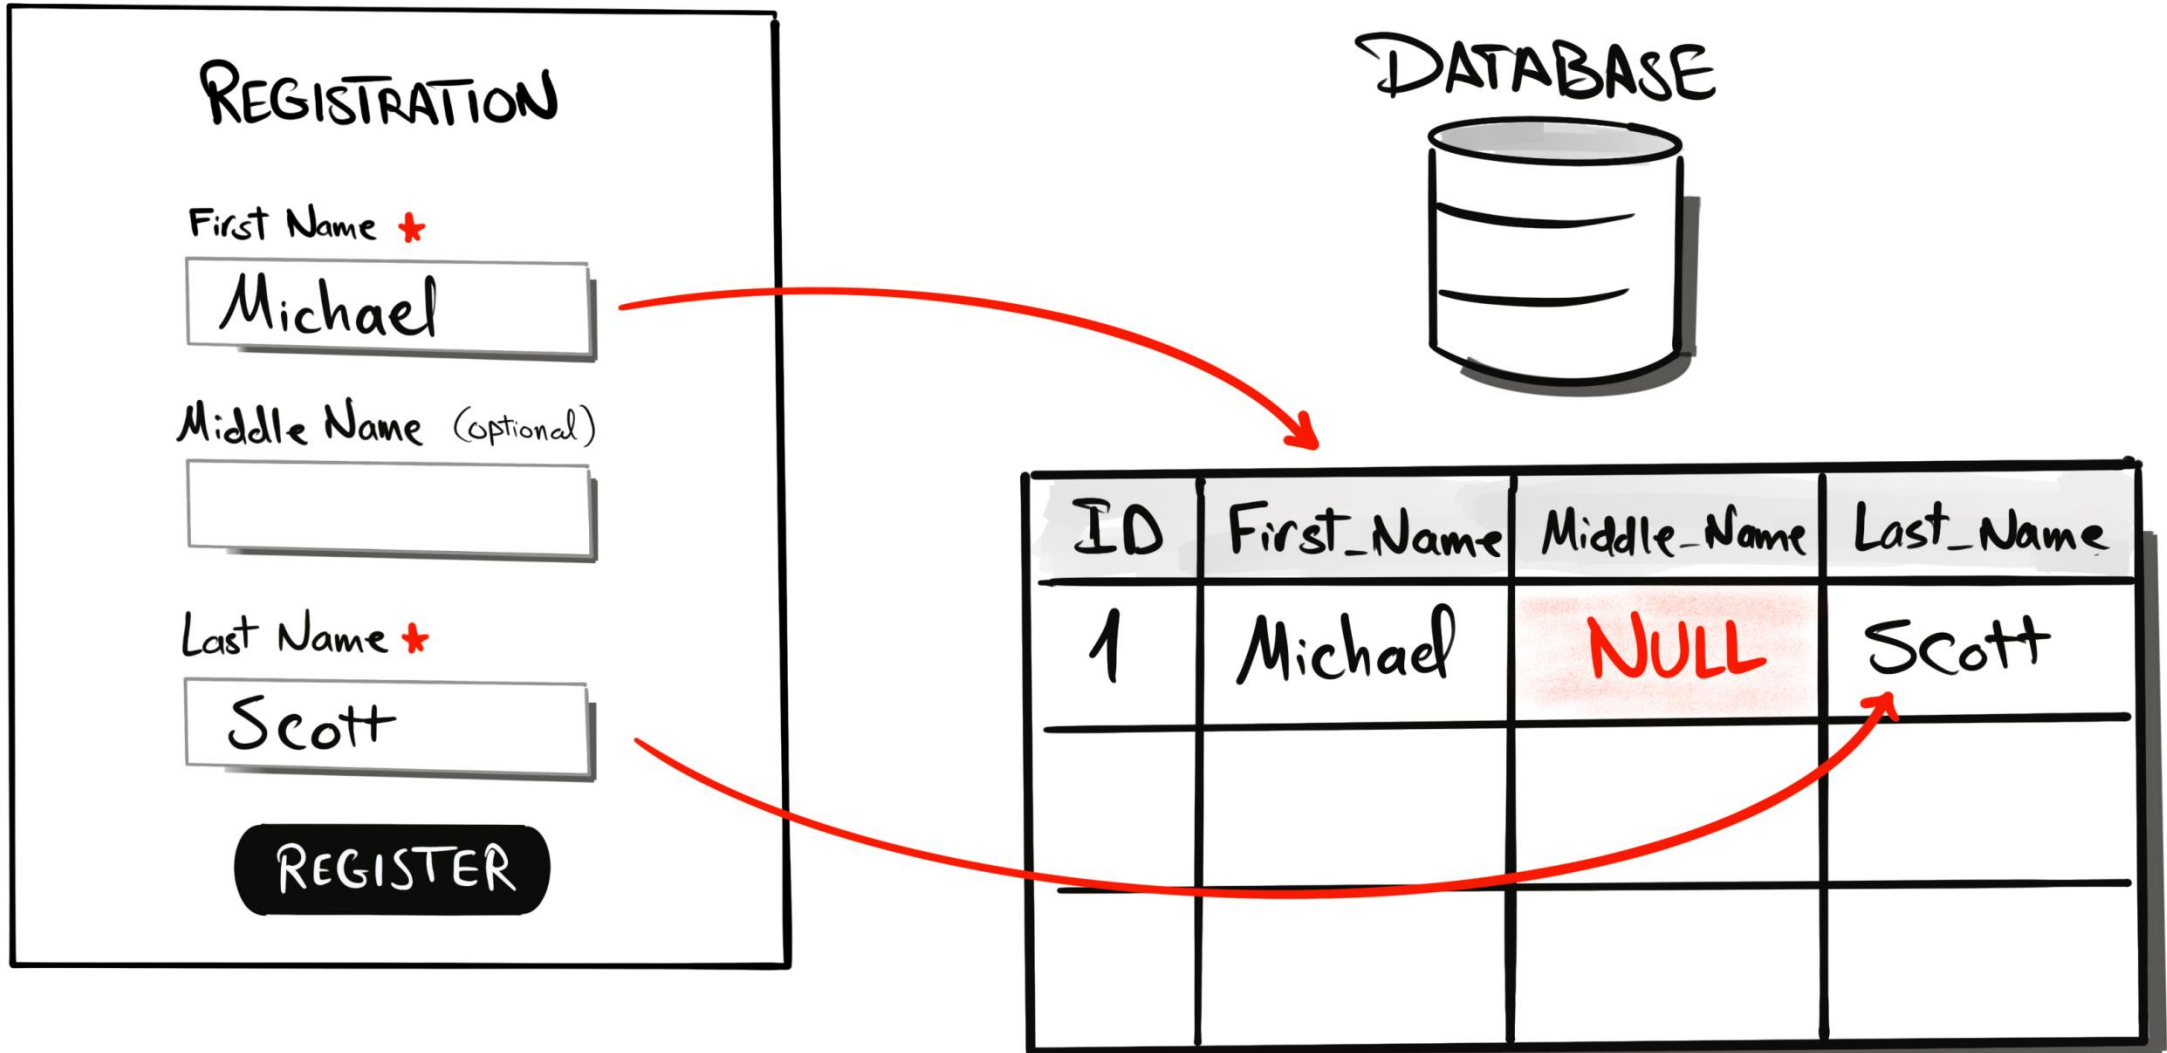 REGISTRATION
First Name *
Michael
Middle Name (optional)
Last Name *
Scott
REGISTER
DATABASE
ID First_Name Middle_Name Last_Name
1 Michael NULL Scott